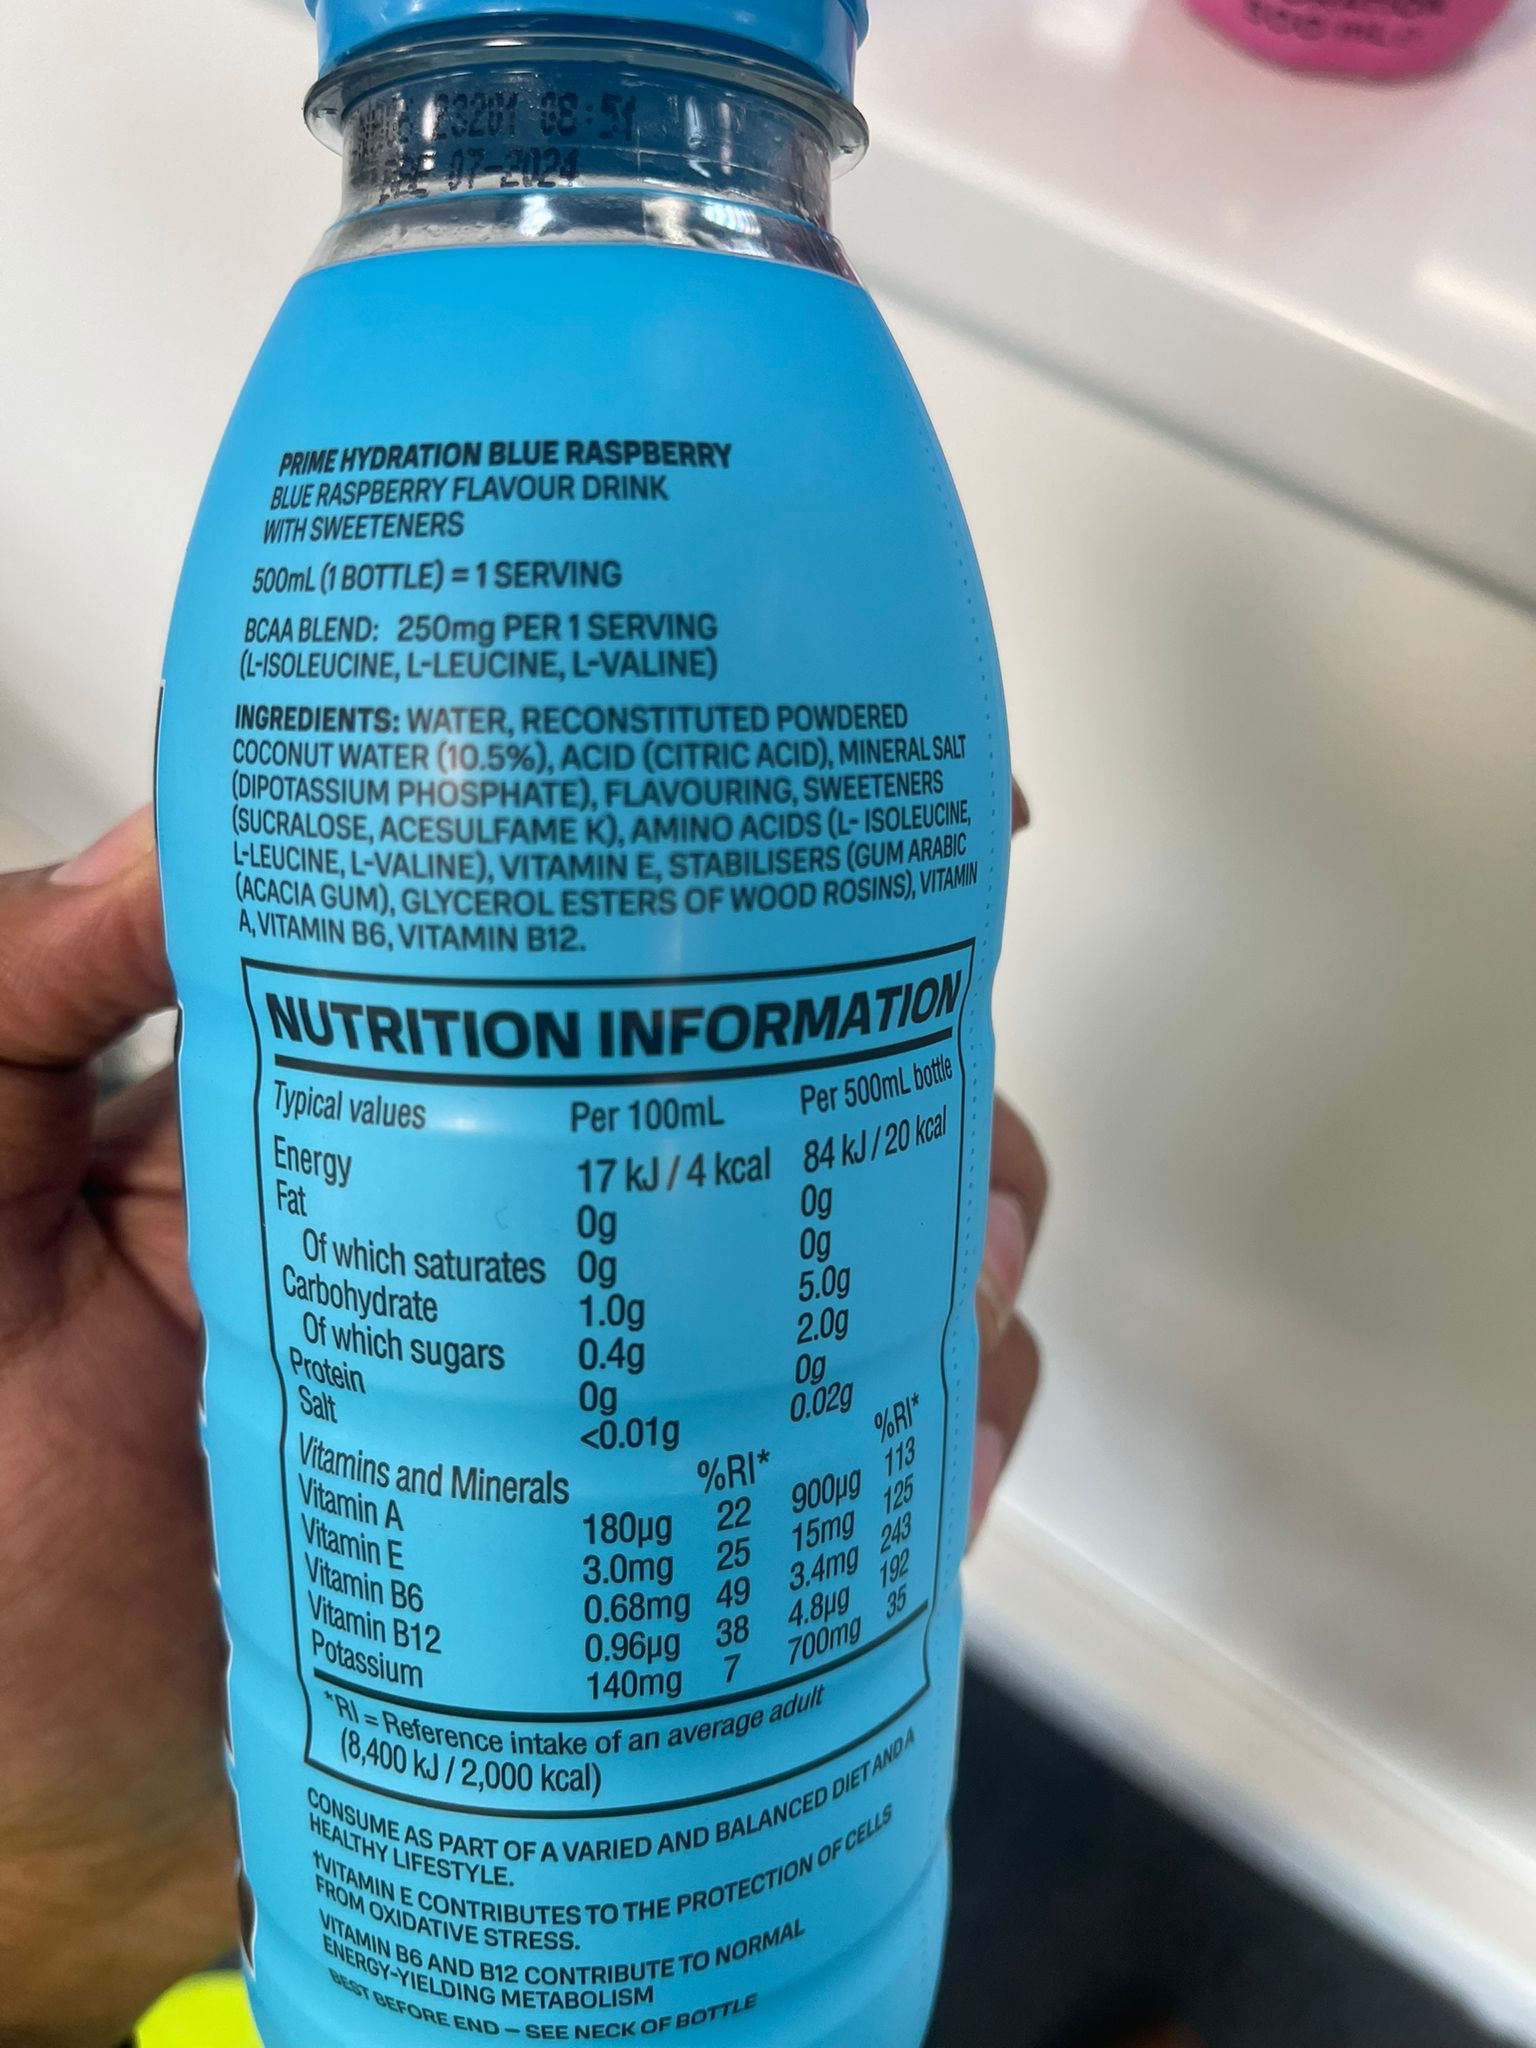 23201 08:51
07-2024
500 ML
PRIME HYDRATION BLUE RASPBERRY
BLUE RASPBERRY FLAVOUR DRINK
WITH SWEETENERS
500mL (1 BOTTLE) = 1 SERVING
BCAA BLEND: 250mg PER 1 SERVING
(L-ISOLEUCINE, L-LEUCINE, L-VALINE)
INGREDIENTS: WATER, RECONSTITUTED POWDERED
COCONUT WATER (10.5%), ACID (CITRIC ACID), MINERAL SALT
(DIPOTASSIUM PHOSPHATE), FLAVOURING, SWEETENERS
(SUCRALOSE, ACESULFAME K), AMINO ACIDS (L- ISOLEUCINE,
L-LEUCINE, L-VALINE), VITAMIN E, STABILISERS (GUM ARABIC
(ACACIA GUM), GLYCEROL ESTERS OF WOOD ROSINS), VITAMIN
A, VITAMIN B6, VITAMIN B12.
NUTRITION INFORMATION
Typical values Per 100mL Per 500mL bottle
Energy 17 kJ / 4 kcal 84 kJ / 20 kcal
Fat 0g 0g
Of which saturates 0g 0g
Carbohydrate 1.0g 5.0g
Of which sugars 0.4g 2.0g
Protein 0g 0g
Salt <0.01g 0.02g
Vitamins and Minerals %RI* %RI*
Vitamin A 180µg 22 900µg 113
Vitamin E 3.0mg 25 15mg 125
Vitamin B6 0.68mg 49 3.4mg 243
Vitamin B12 0.96µg 38 4.8µg 192
Potassium 140mg 7 700mg 35
*RI = Reference intake of an average adult
(8,400 kJ / 2,000 kcal)
CONSUME AS PART OF A VARIED AND BALANCED DIET AND A
HEALTHY LIFESTYLE.
†VITAMIN E CONTRIBUTES TO THE PROTECTION OF CELLS
FROM OXIDATIVE STRESS.
VITAMIN B6 AND B12 CONTRIBUTE TO NORMAL
ENERGY-YIELDING METABOLISM
BEST BEFORE END – SEE NECK OF BOTTLE